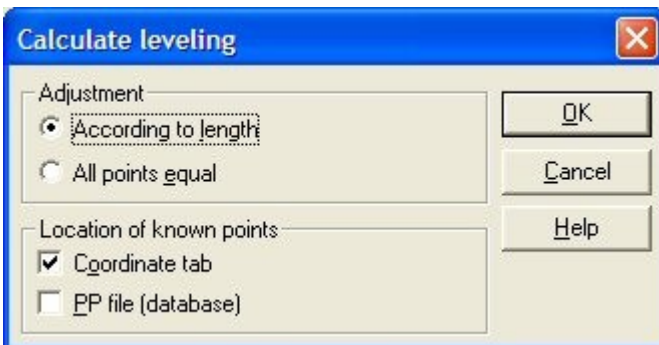 Calculate leveling
Adjustment
According to length
All points equal
OK
Cancel
Location of known points
Help
Coordinate tab
PP file (database)